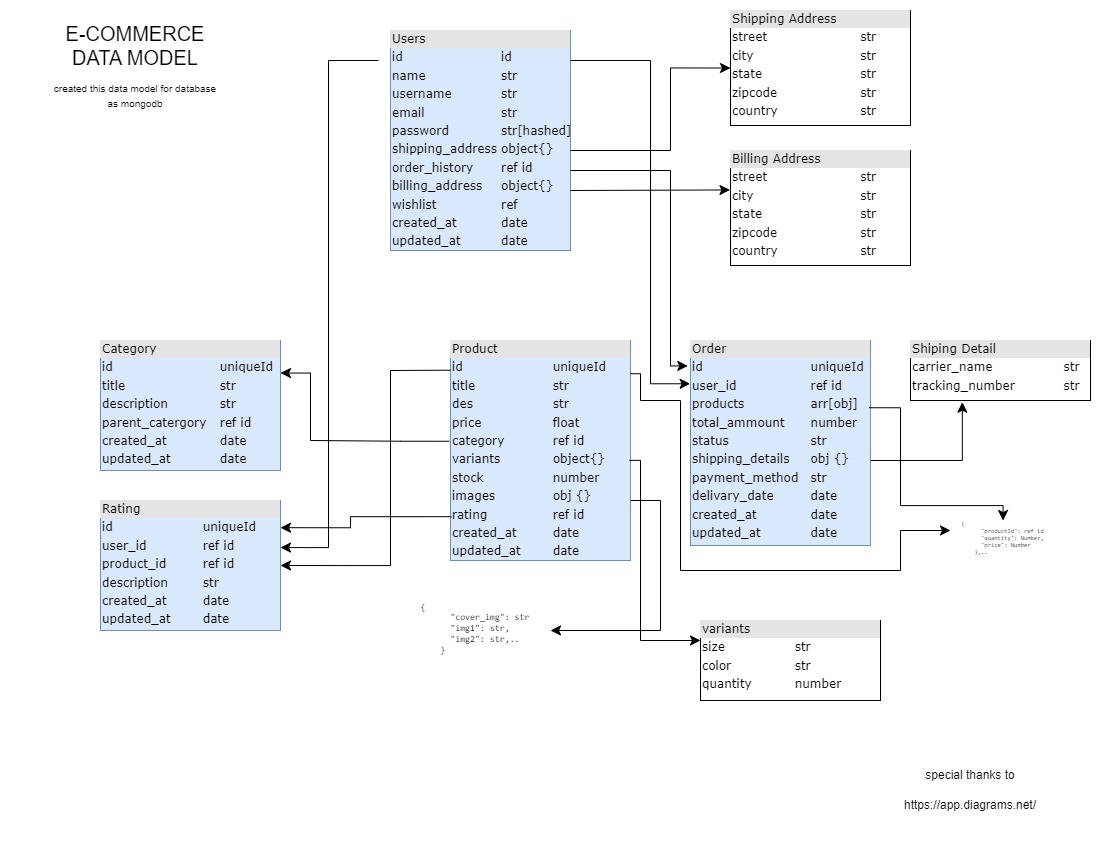 E-COMMERCE
DATA MODEL
created this data model for database
as mongodb
Users
id id
name str
username str
email str
password str[hashed]
shipping_address object{}
order_history ref id
billing_address object{}
wishlist ref
created_at date
updated_at date
Shipping Address
street str
city str
state str
zipcode str
country str
Billing Address
street str
city str
state str
zipcode str
country str
Category
id uniqueId
title str
description str
parent_catergory ref id
created_at date
updated_at date
Product
id uniqueId
title str
des str
price float
category ref id
variants object{}
stock number
images obj {}
rating ref id
created_at date
updated_at date
Order
id uniqueId
user_id ref id
products arr[obj]
total_ammount number
status str
shipping_details obj {}
payment_method str
delivary_date date
created_at date
updated_at date
Shiping Detail
carrier_name str
tracking_number str
Rating
id uniqueId
user_id ref id
product_id ref id
description str
created_at date
updated_at date
{
"productId": ref id
"quantity": Number,
"price": Number
},..
{
"cover_img": str
"img1": str,
"img2": str,..
}
variants
size str
color str
quantity number
special thanks to
https://app.diagrams.net/